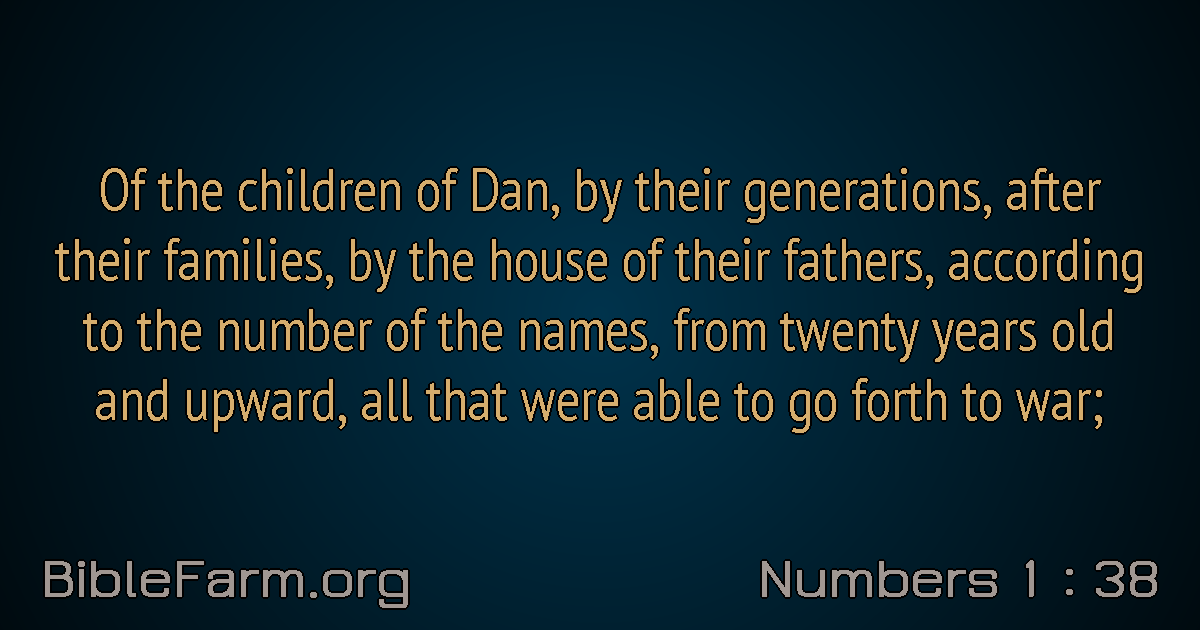 Of the children of Dan, by their generations, after
their families, by the house of their fathers, according
to the number of the names, from twenty years old
and upward, all that were able to go forth to war;
BibleFarm.org
Numbers 1 : 38